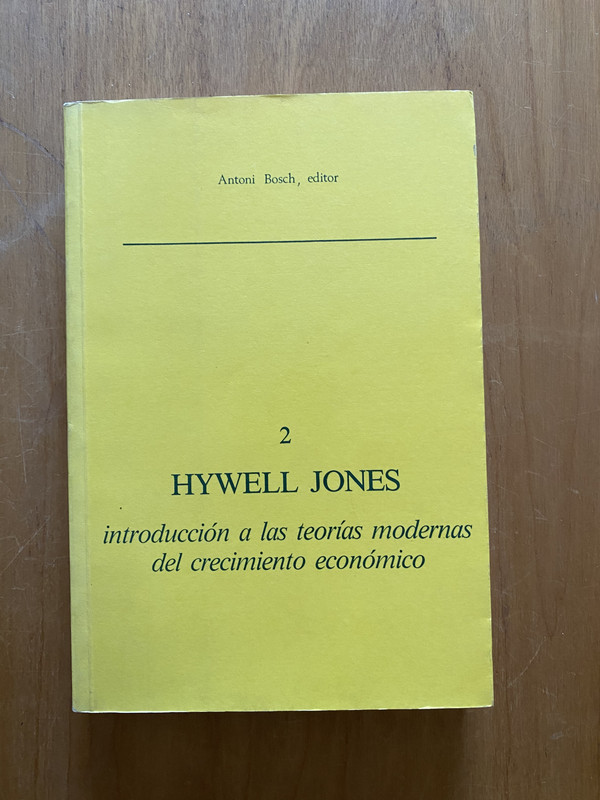 Antoni Bosch, editor
2
HYWELL JONES
introducción a las teorías modernas
del crecimiento económico